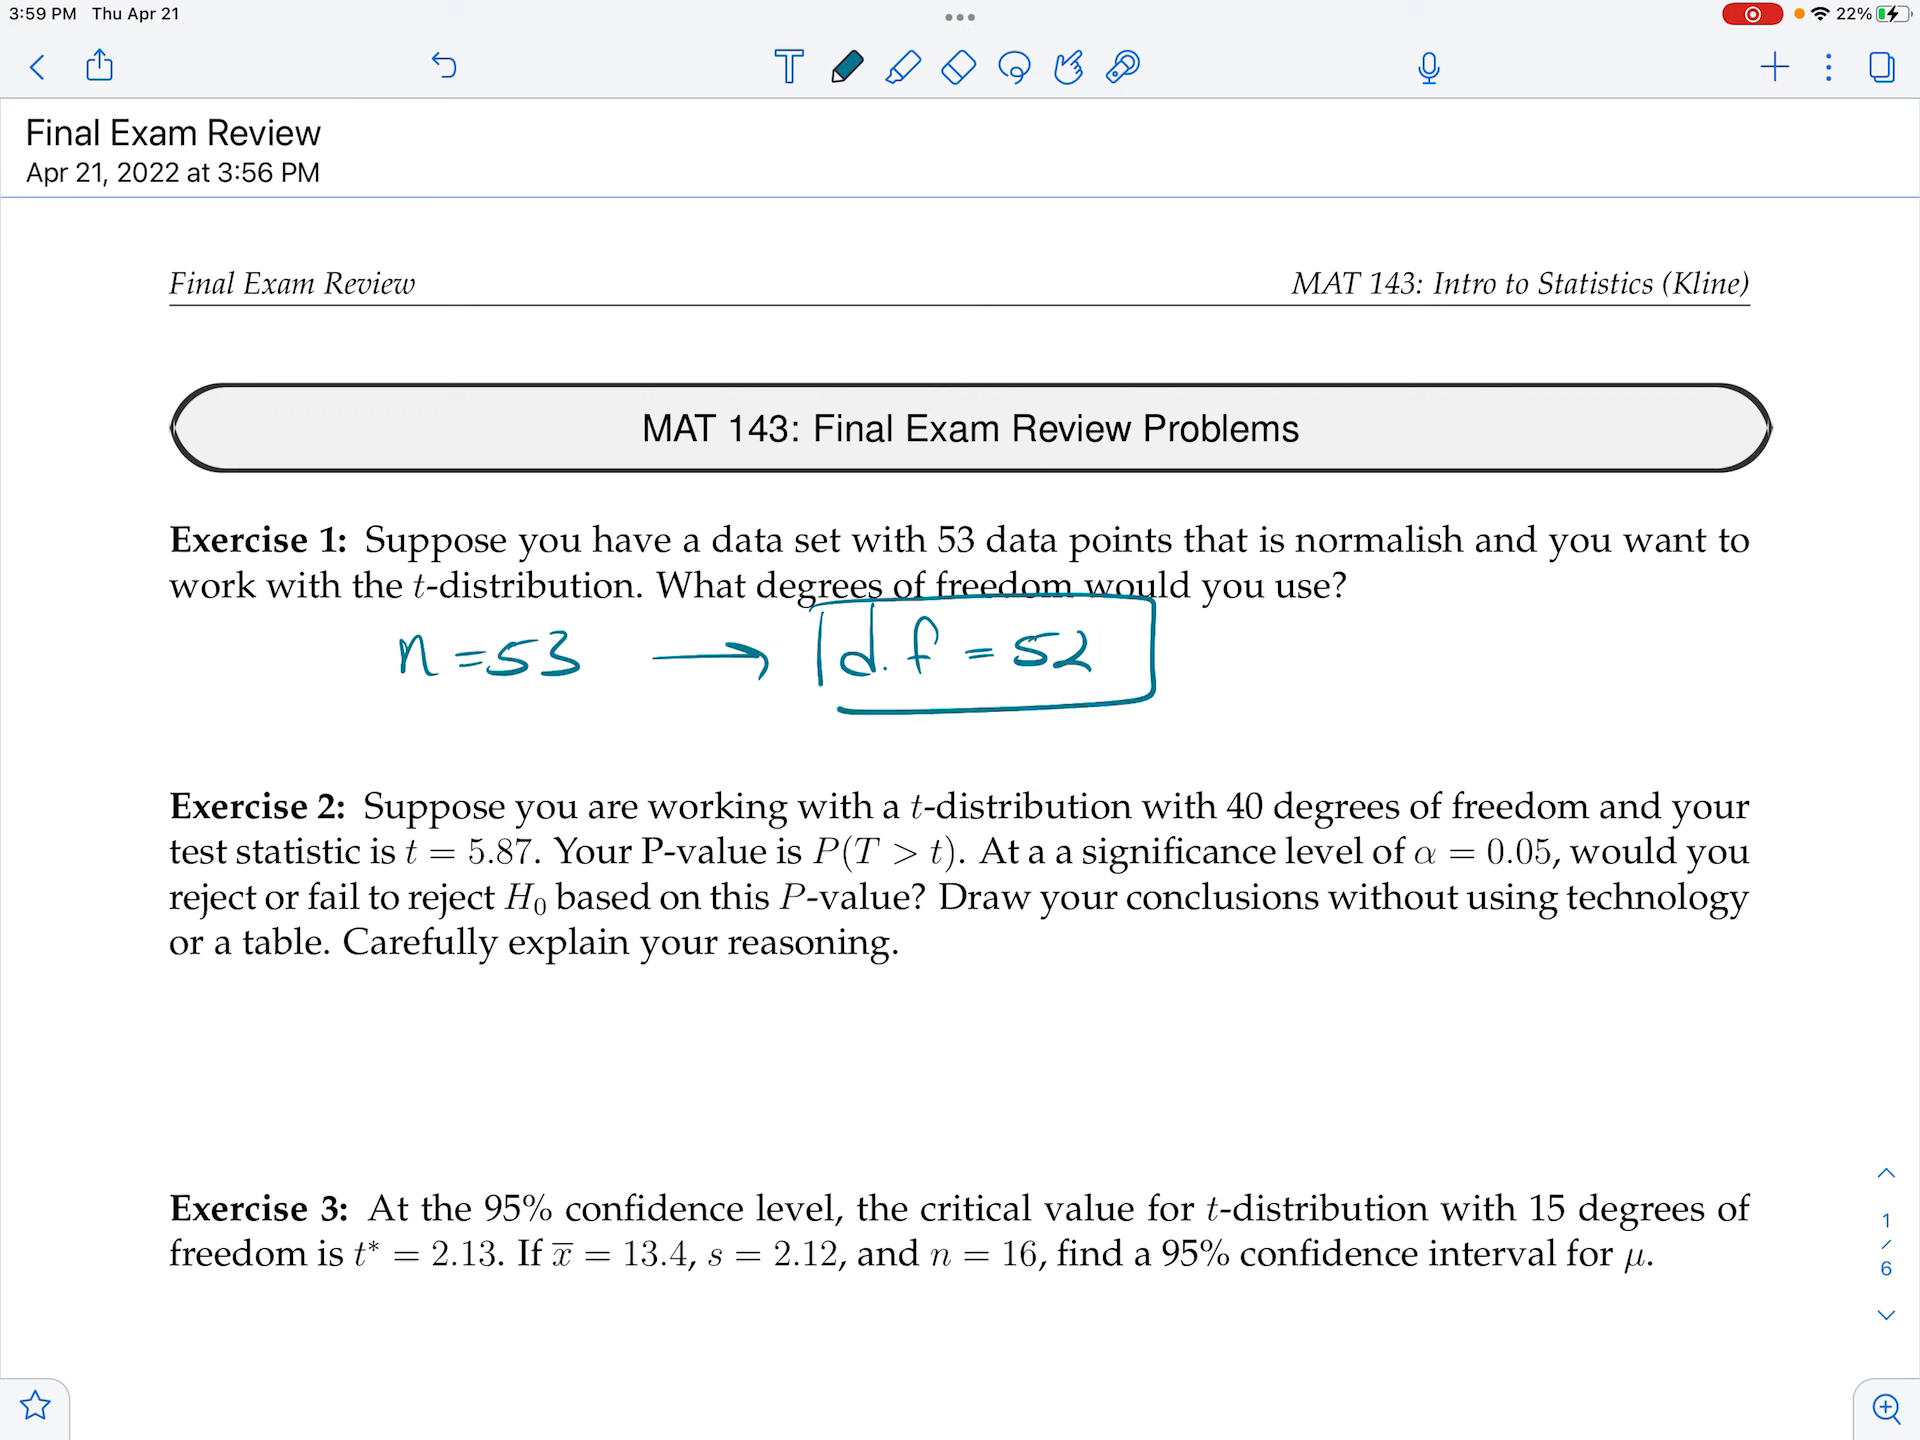 3:59 PM Thu Apr 21
22%
Final Exam Review
Apr 21, 2022 at 3:56 PM
Final Exam Review MAT 143: Intro to Statistics (Kline)
MAT 143: Final Exam Review Problems
Exercise 1: Suppose you have a data set with 53 data points that is normalish and you want to
work with the t-distribution. What degrees of freedom would you use?
n = 53 → d.f = 52
Exercise 2: Suppose you are working with a t-distribution with 40 degrees of freedom and your
test statistic is t = 5.87. Your P-value is P(T > t). At a a significance level of α = 0.05, would you
reject or fail to reject H₀ based on this P-value? Draw your conclusions without using technology
or a table. Carefully explain your reasoning.
Exercise 3: At the 95% confidence level, the critical value for t-distribution with 15 degrees of
freedom is t* = 2.13. If x̄ = 13.4, s = 2.12, and n = 16, find a 95% confidence interval for μ.
1
/
6